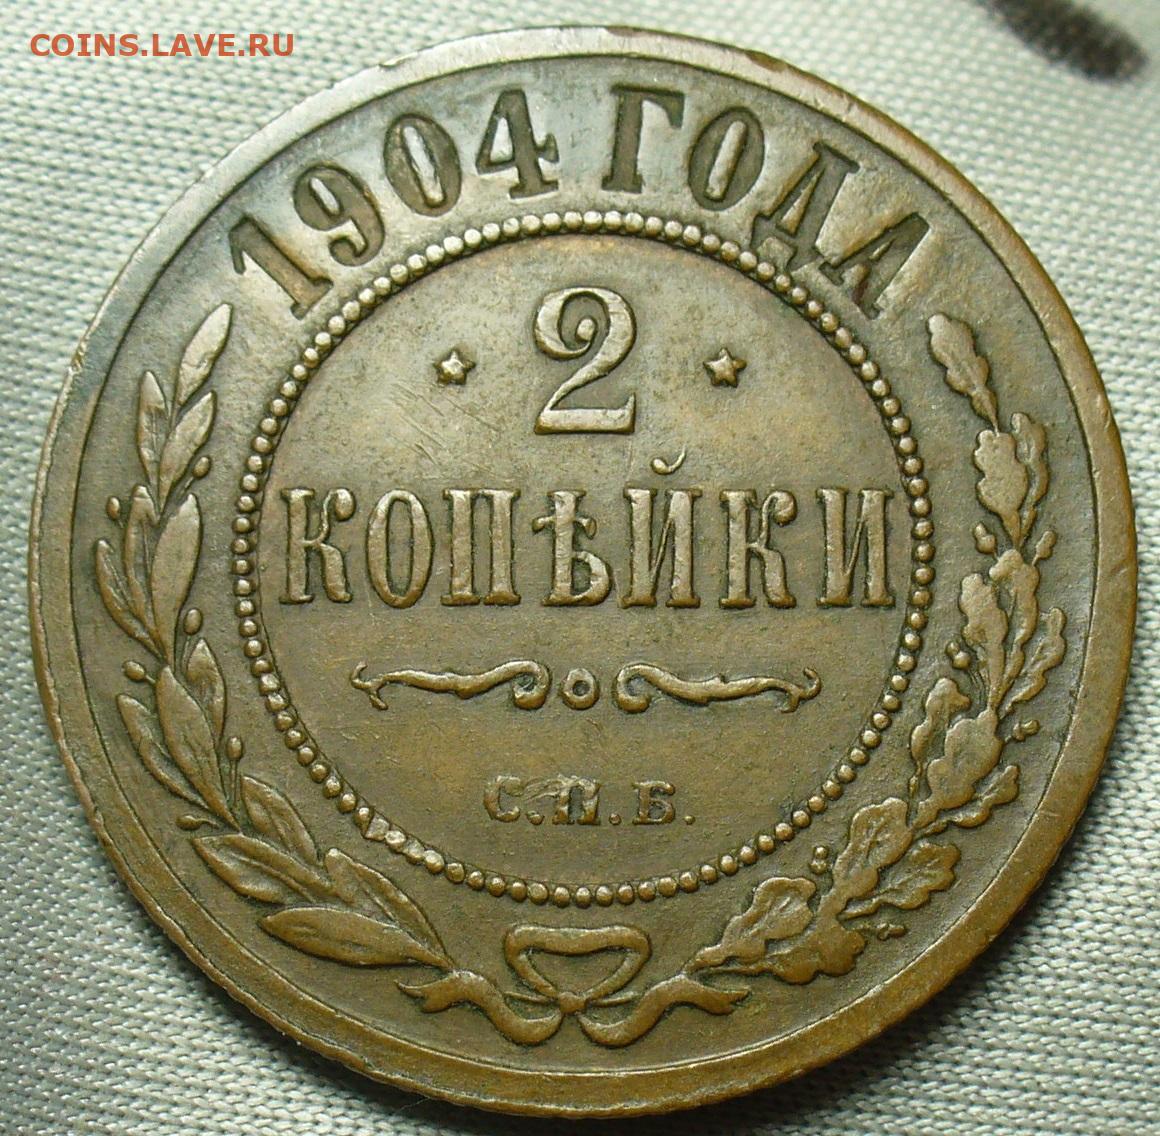 COINS.LAVE.RU
1904 ГОДА
2
КОПѢЙКИ
С.П.Б.